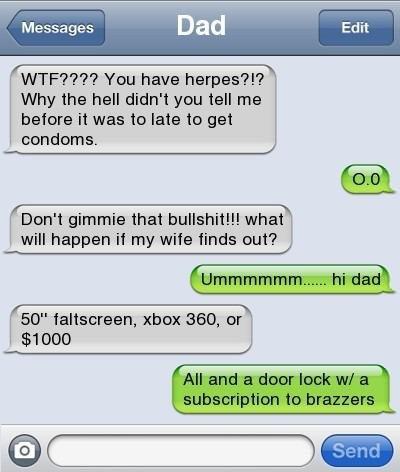 Messages
Dad
Edit
WTF???? You have herpes?!?
Why the hell didn't you tell me
before it was to late to get
condoms.
O.0
Don't gimmie that bullshit!!! what
will happen if my wife finds out?
Ummmmmm...... hi dad
50'' faltscreen, xbox 360, or
$1000
All and a door lock w/ a
subscription to brazzers
Send